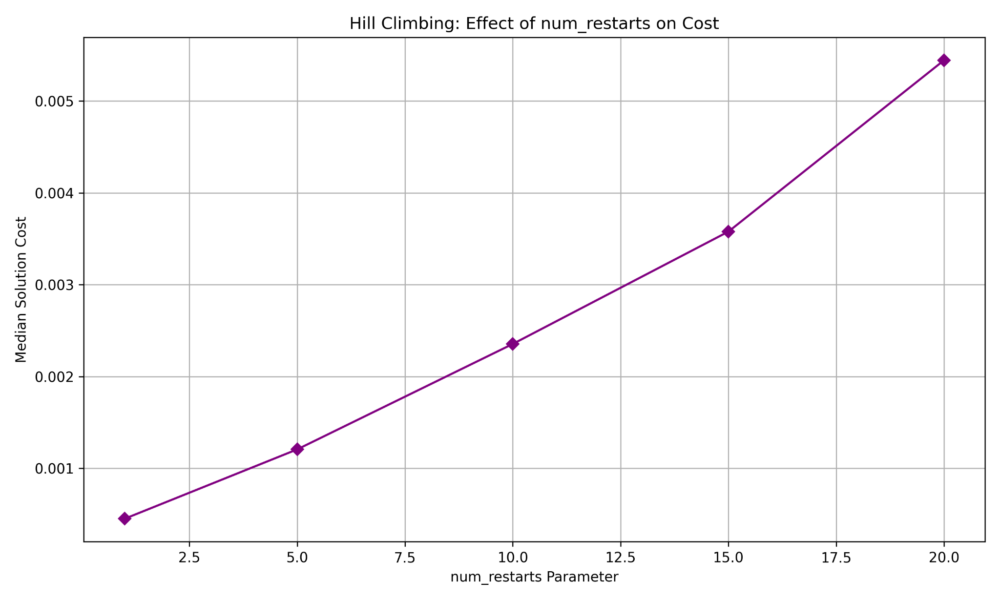 Hill Climbing: Effect of num_restarts on Cost
Median Solution Cost
0.005
0.004
0.003
0.002
0.001
2.5 5.0 7.5 10.0 12.5 15.0 17.5 20.0
num_restarts Parameter